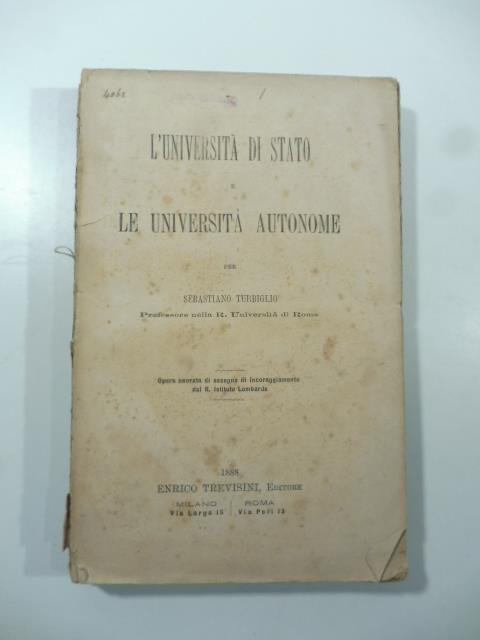 4062
L'UNIVERSITÀ DI STATO
E
LE UNIVERSITÀ AUTONOME
PER
SEBASTIANO TURBIGLIO
Professore nella R. Università di Roma
Opera onorata di assegno di incoraggiamento
dal R. Istituto Lombardo
1888
ENRICO TREVISINI, EDITORE
MILANO | ROMA
Via Larga 15 | Via Poli 13